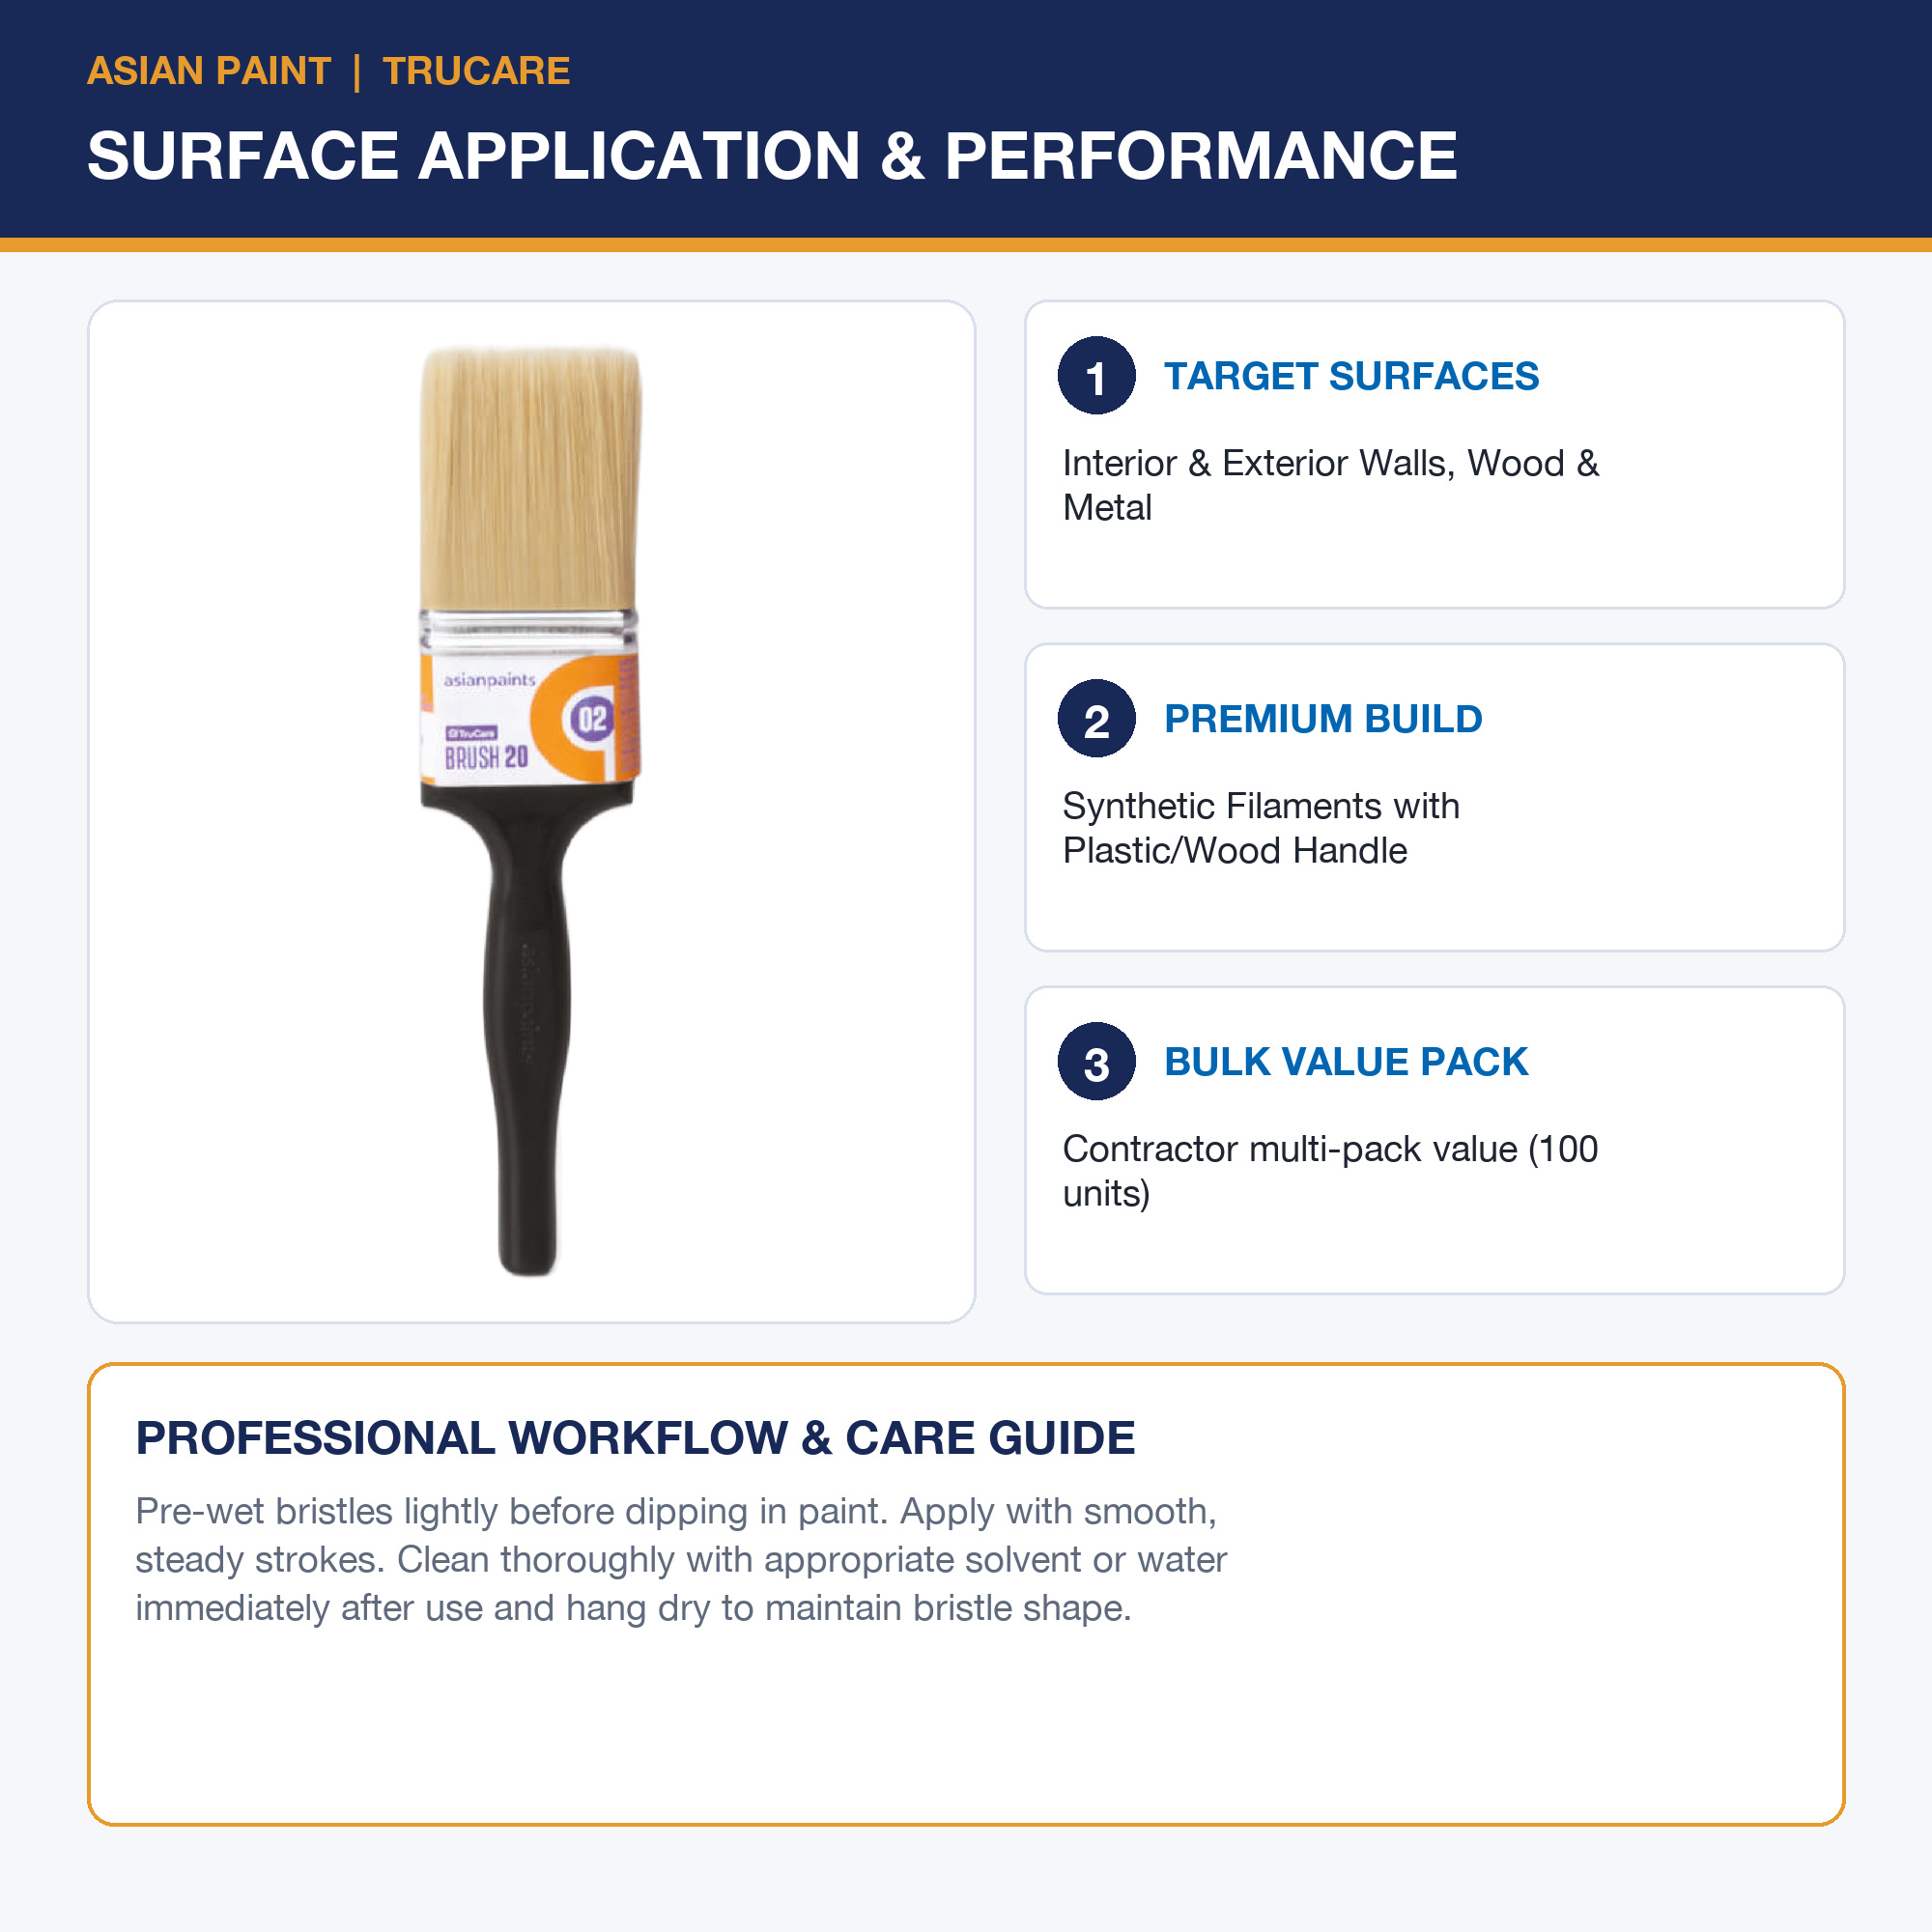 ASIAN PAINT | TRUCARE
SURFACE APPLICATION & PERFORMANCE
asianpaints
02
TruCare
BRUSH 20
asianpaints
1 TARGET SURFACES
Interior & Exterior Walls, Wood &
Metal
2 PREMIUM BUILD
Synthetic Filaments with
Plastic/Wood Handle
3 BULK VALUE PACK
Contractor multi-pack value (100
units)
PROFESSIONAL WORKFLOW & CARE GUIDE
Pre-wet bristles lightly before dipping in paint. Apply with smooth,
steady strokes. Clean thoroughly with appropriate solvent or water
immediately after use and hang dry to maintain bristle shape.